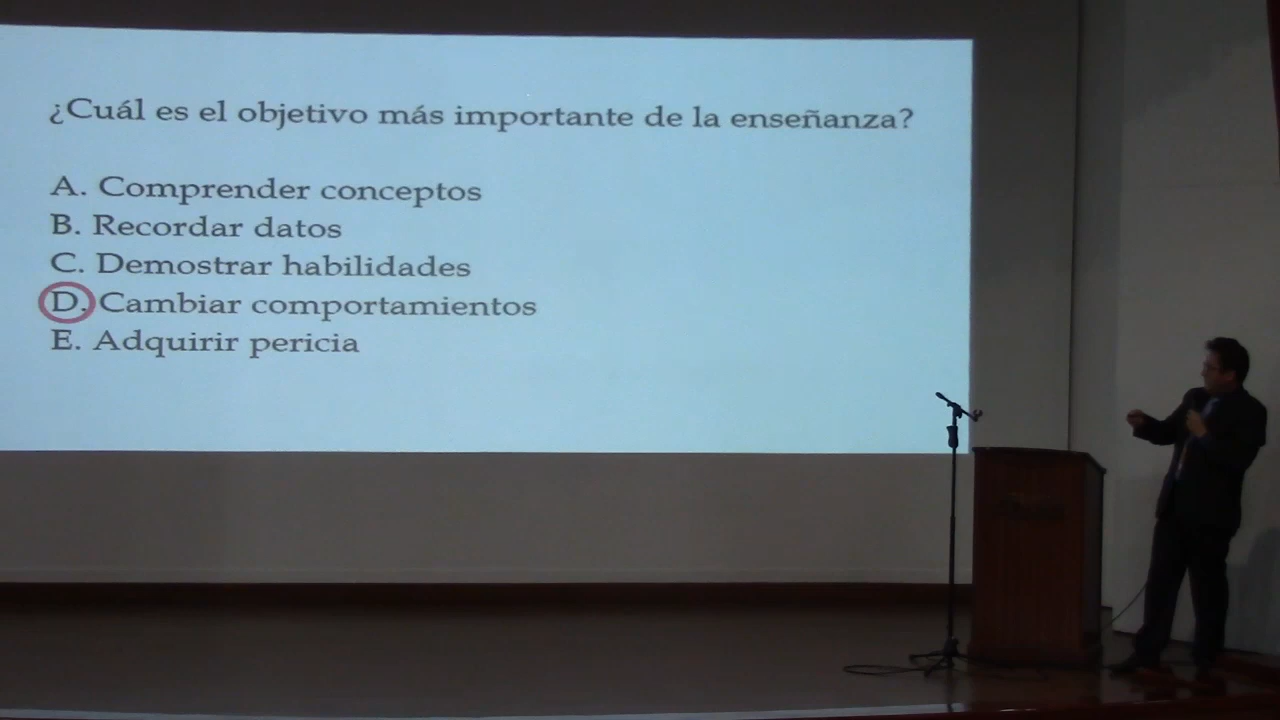 ¿Cuál es el objetivo más importante de la enseñanza?
A. Comprender conceptos
B. Recordar datos
C. Demostrar habilidades
D. Cambiar comportamientos
E. Adquirir pericia